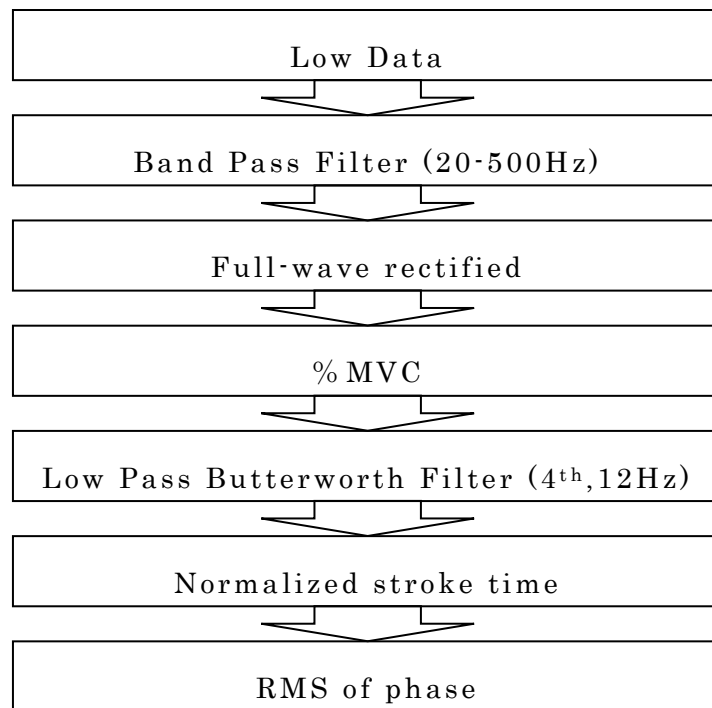 Low Data
Band Pass Filter (20-500Hz)
Full-wave rectified
%MVC
Low Pass Butterworth Filter (4th,12Hz)
Normalized stroke time
RMS of phase